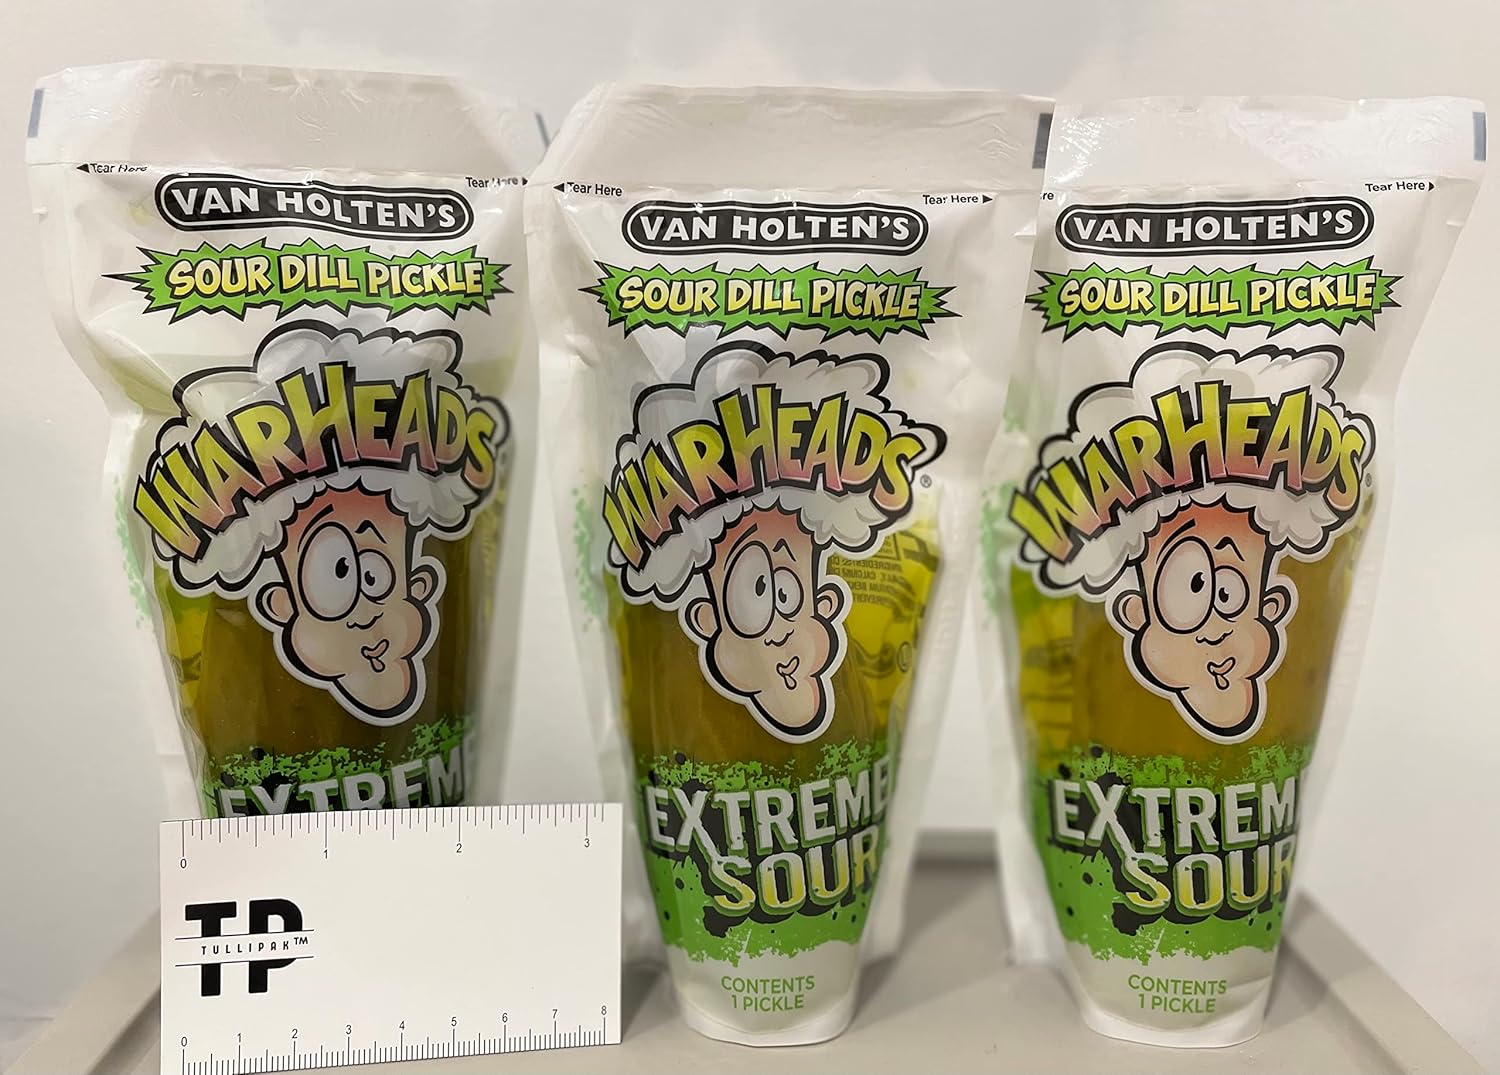 Tear Here
Tear Here
VAN HOLTEN'S
SOUR DILL PICKLE
WARHEADS
EXTREME
Tear Here
Tear Here
VAN HOLTEN'S
SOUR DILL PICKLE
WARHEADS®
EXTREME
SOUR
CONTENTS
1 PICKLE
Tear Here
VAN HOLTEN'S
SOUR DILL PICKLE
WARHEADS®
EXTREME
SOUR
CONTENTS
1 PICKLE
0 1 2 3
TP
TULLIPAK™
0 1 2 3 4 5 6 7 8